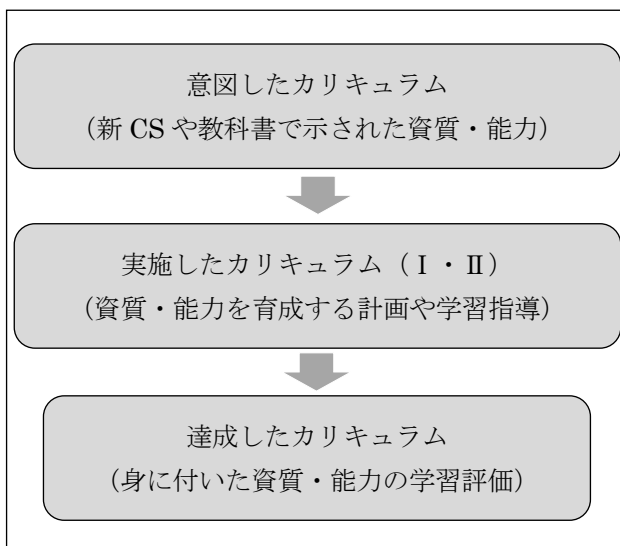 意図したカリキュラム
(新 CS や教科書で示された資質・能力)
実施したカリキュラム(Ⅰ・Ⅱ)
(資質・能力を育成する計画や学習指導)
達成したカリキュラム
(身に付いた資質・能力の学習評価)